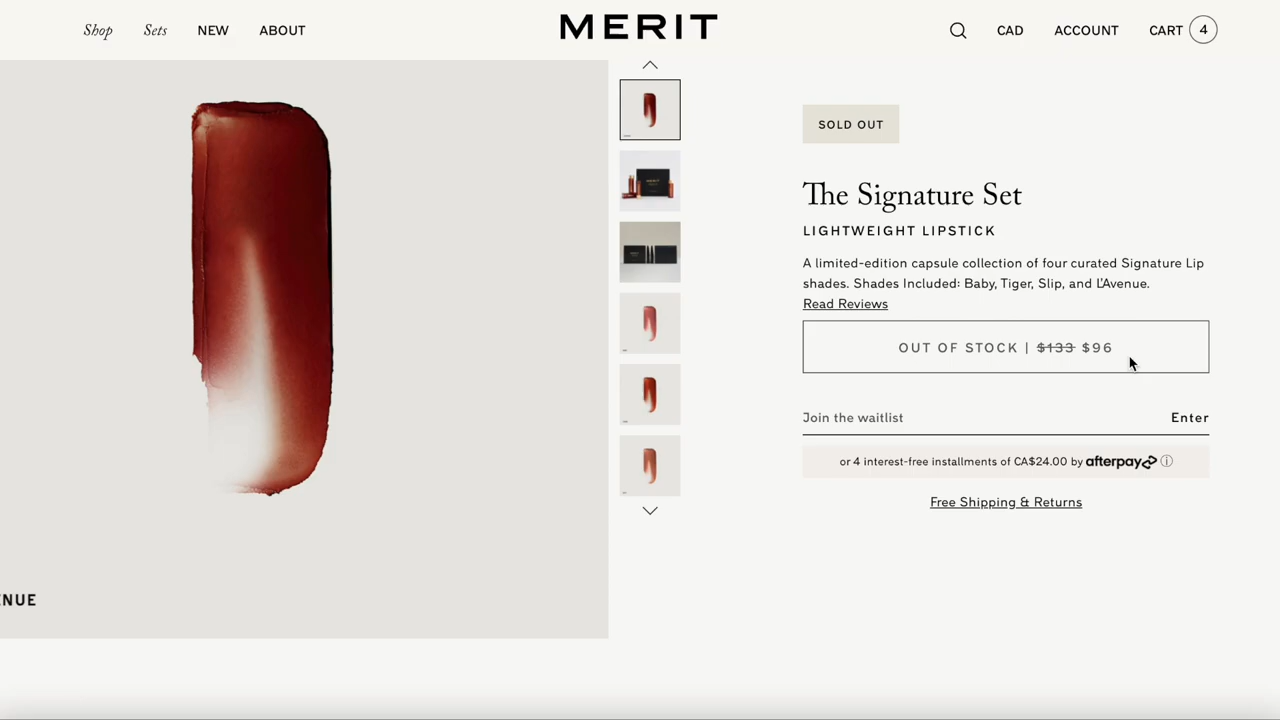 Shop Sets NEW ABOUT MERIT CAD ACCOUNT CART 4
SOLD OUT
The Signature Set
LIGHTWEIGHT LIPSTICK
A limited-edition capsule collection of four curated Signature Lip
shades. Shades Included: Baby, Tiger, Slip, and L'Avenue.
Read Reviews
OUT OF STOCK | $133 $96
Join the waitlist Enter
or 4 interest-free installments of CA$24.00 by afterpay ⓘ
Free Shipping & Returns
ENUE